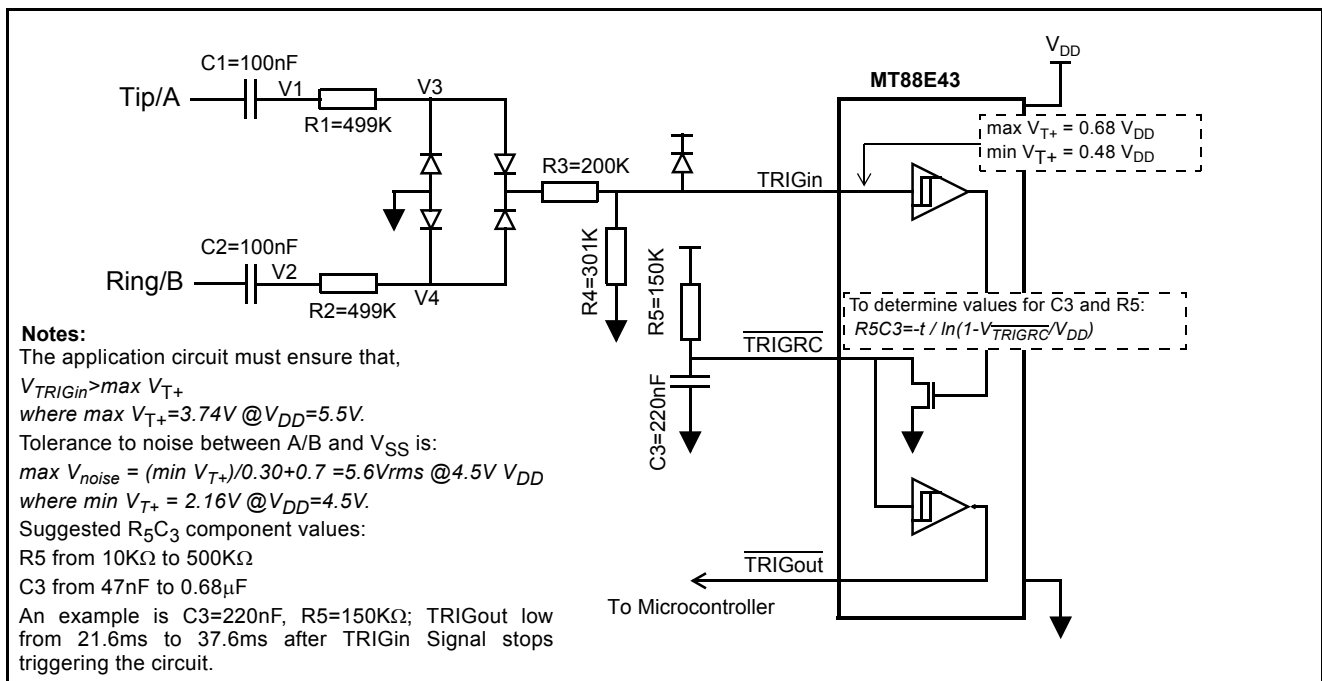 C1=100nF
Tip/A
V1
R1=499K
V3
C2=100nF
Ring/B
V2
R2=499K
V4
R3=200K
R4=301K
R5=150K
C3=220nF
TRIGin
TRIGRC
TRIGout
To Microcontroller
MT88E43
VDD
max VT+ = 0.68 VDD
min VT+ = 0.48 VDD
To determine values for C3 and R5:
R5C3=-t / ln(1-VTRIGRC/VDD)
Notes:
The application circuit must ensure that,
VTRIGin>max VT+
where max VT+=3.74V @VDD=5.5V.
Tolerance to noise between A/B and VSS is:
max Vnoise = (min VT+)/0.30+0.7 =5.6Vrms @4.5V VDD
where min VT+ = 2.16V @VDD=4.5V.
Suggested R5C3 component values:
R5 from 10KΩ to 500KΩ
C3 from 47nF to 0.68μF
An example is C3=220nF, R5=150KΩ; TRIGout low
from 21.6ms to 37.6ms after TRIGin Signal stops
triggering the circuit.